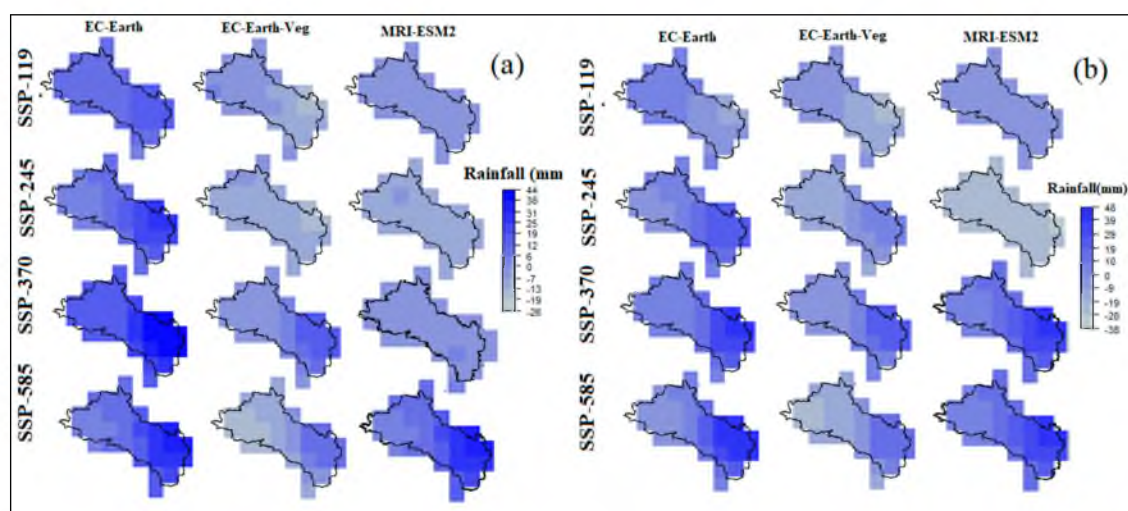 EC-Earth EC-Earth-Veg MRI-ESM2 (a)
SSP-119
SSP-245
SSP-370
SSP-585
Rainfall (mm
44
36
31
25
19
12
6
0
-7
-13
-19
-26
EC-Earth EC-Earth-Veg MRI-ESM2 (b)
SSP-119
SSP-245
SSP-370
SSP-585
Rainfall(mm)
48
39
29
19
10
0
-9
-19
-28
-38